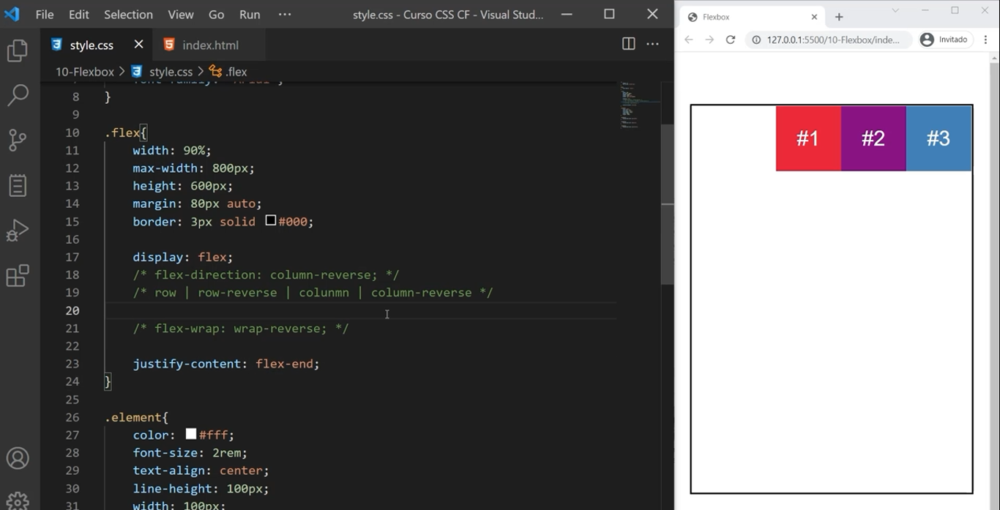 File Edit Selection View Go Run ··· style.css - Curso CSS CF - Visual Stud...
style.css index.html
10-Flexbox > style.css > .flex
8 }
9
10 .flex{
11 width: 90%;
12 max-width: 800px;
13 height: 600px;
14 margin: 80px auto;
15 border: 3px solid #000;
16
17 display: flex;
18 /* flex-direction: column-reverse; */
19 /* row | row-reverse | colunmn | column-reverse */
20
21 /* flex-wrap: wrap-reverse; */
22
23 justify-content: flex-end;
24 }
25
26 .element{
27 color: #fff;
28 font-size: 2rem;
29 text-align: center;
30 line-height: 100px;
31 width: 100px;
Flexbox
127.0.0.1:5500/10-Flexbox/inde... Invitado
#1 #2 #3